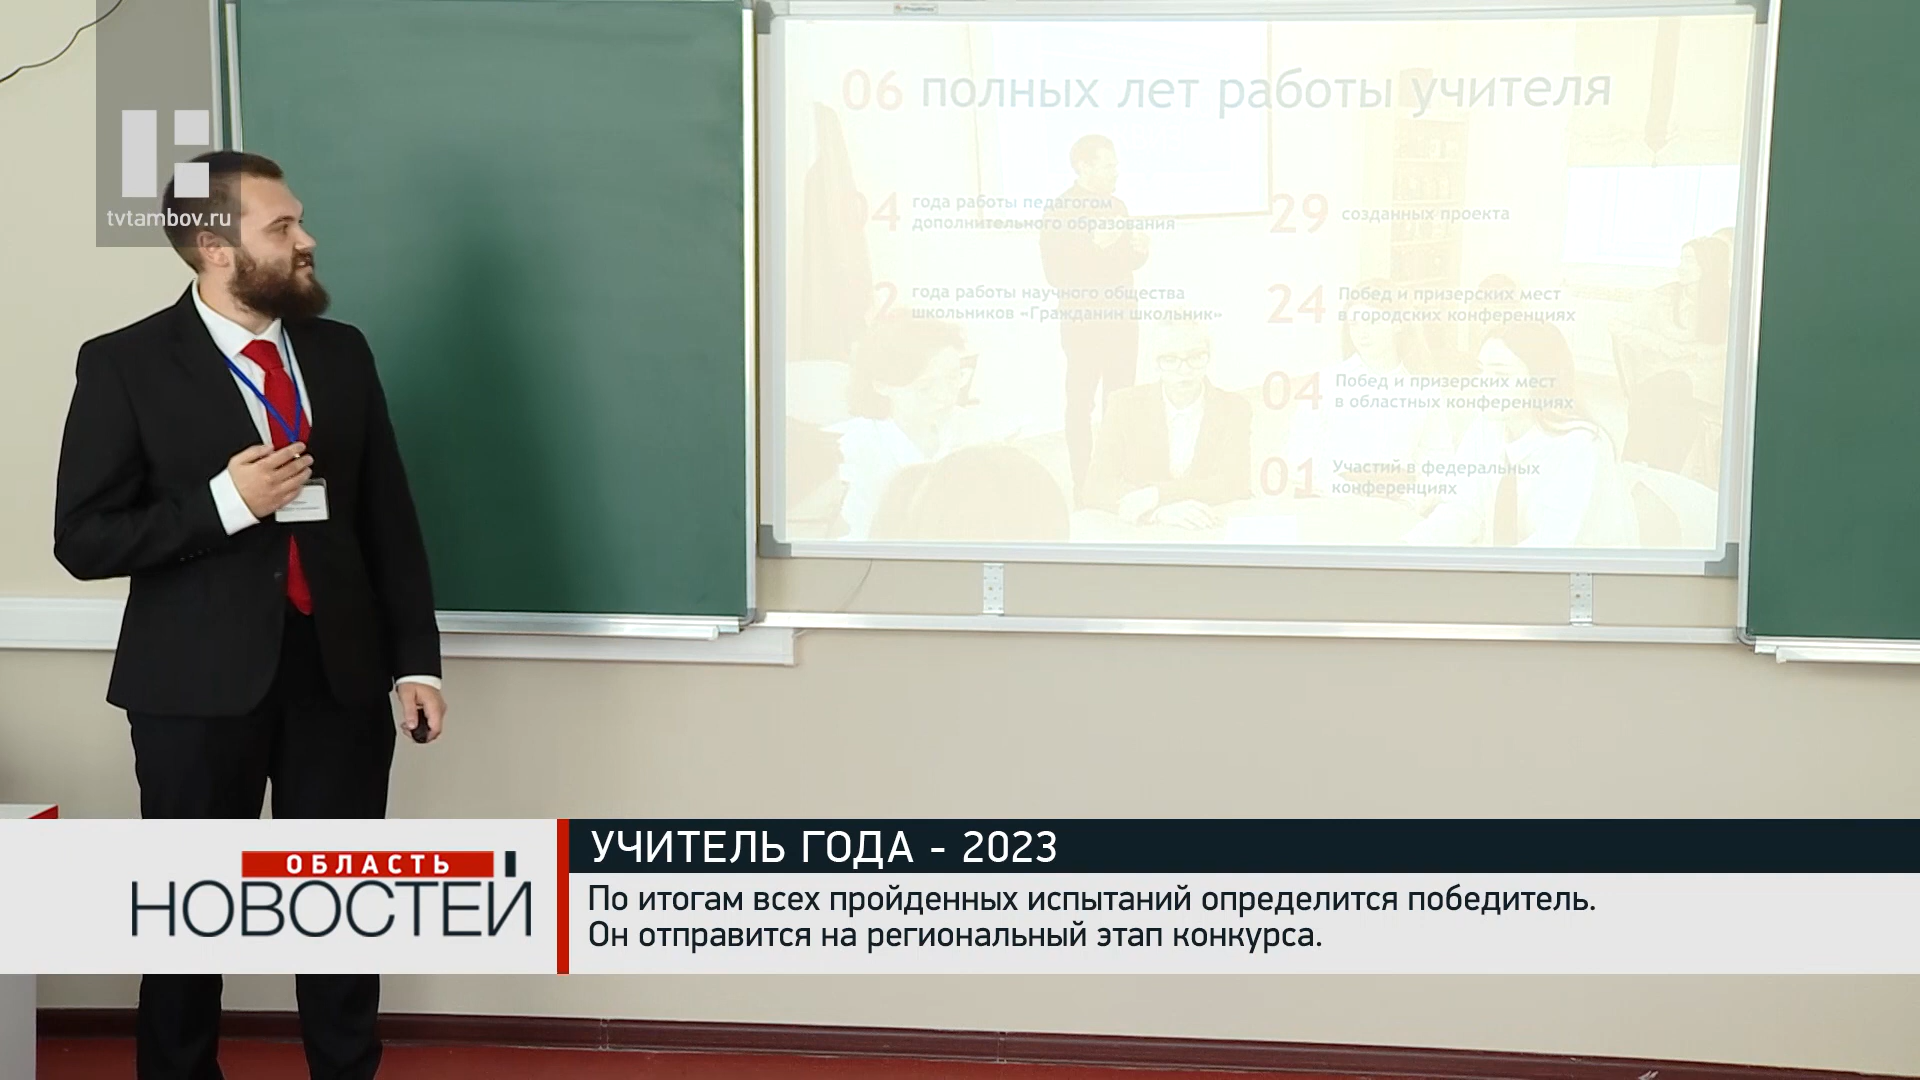 tvtambov.ru
06 полных лет работы учителя
04 года работы педагогом
дополнительного образования
2 года работы научного общества
школьников «Гражданин школьник»
29 созданных проекта
24 Побед и призерских мест
в городских конференциях
04 Побед и призерских мест
в областных конференциях
01 Участий в федеральных
конференциях
ОБЛАСТЬ
НОВОСТЕЙ
УЧИТЕЛЬ ГОДА - 2023
По итогам всех пройденных испытаний определится победитель.
Он отправится на региональный этап конкурса.